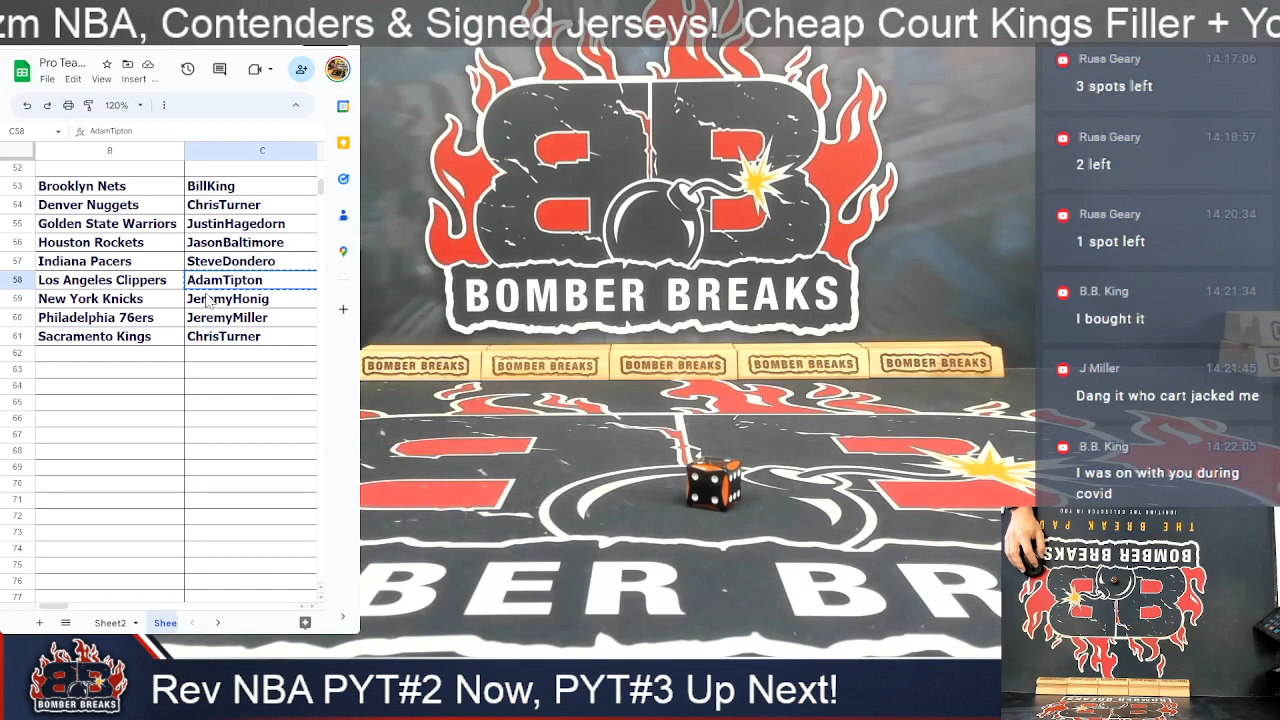 zm NBA, Contenders & Signed Jerseys!  Cheap Court Kings Filler + Yo
Pro Tea...
File Edit View Insert ...
120%
C58 fx AdamTipton
B C
52
53 Brooklyn Nets BillKing
54 Denver Nuggets ChrisTurner
55 Golden State Warriors JustinHagedorn
56 Houston Rockets JasonBaltimore
57 Indiana Pacers SteveDondero
58 Los Angeles Clippers AdamTipton
59 New York Knicks JeremyHonig
60 Philadelphia 76ers JeremyMiller
61 Sacramento Kings ChrisTurner
62
63
64
65
66
67
68
69
70
71
72
73
74
75
76
77
Sheet2 Shee
BB
BOMBER BREAKS
BOMBER BREAKS BOMBER BREAKS BOMBER BREAKS BOMBER BREAKS BOMBER BREAKS
BER BR
Russ Geary 14:17:06
3 spots left
Russ Geary 14:18:57
2 left
Russ Geary 14:20:34
1 spot left
B.B. King 14:21:34
I bought it
J Miller 14:21:45
Dang it who cart jacked me
B.B. King 14:22:05
I was on with you during
covid
THE BREAK PA
BOMBER BREAKS
BOMBER BREAKS
Rev NBA PYT#2 Now, PYT#3 Up Next!